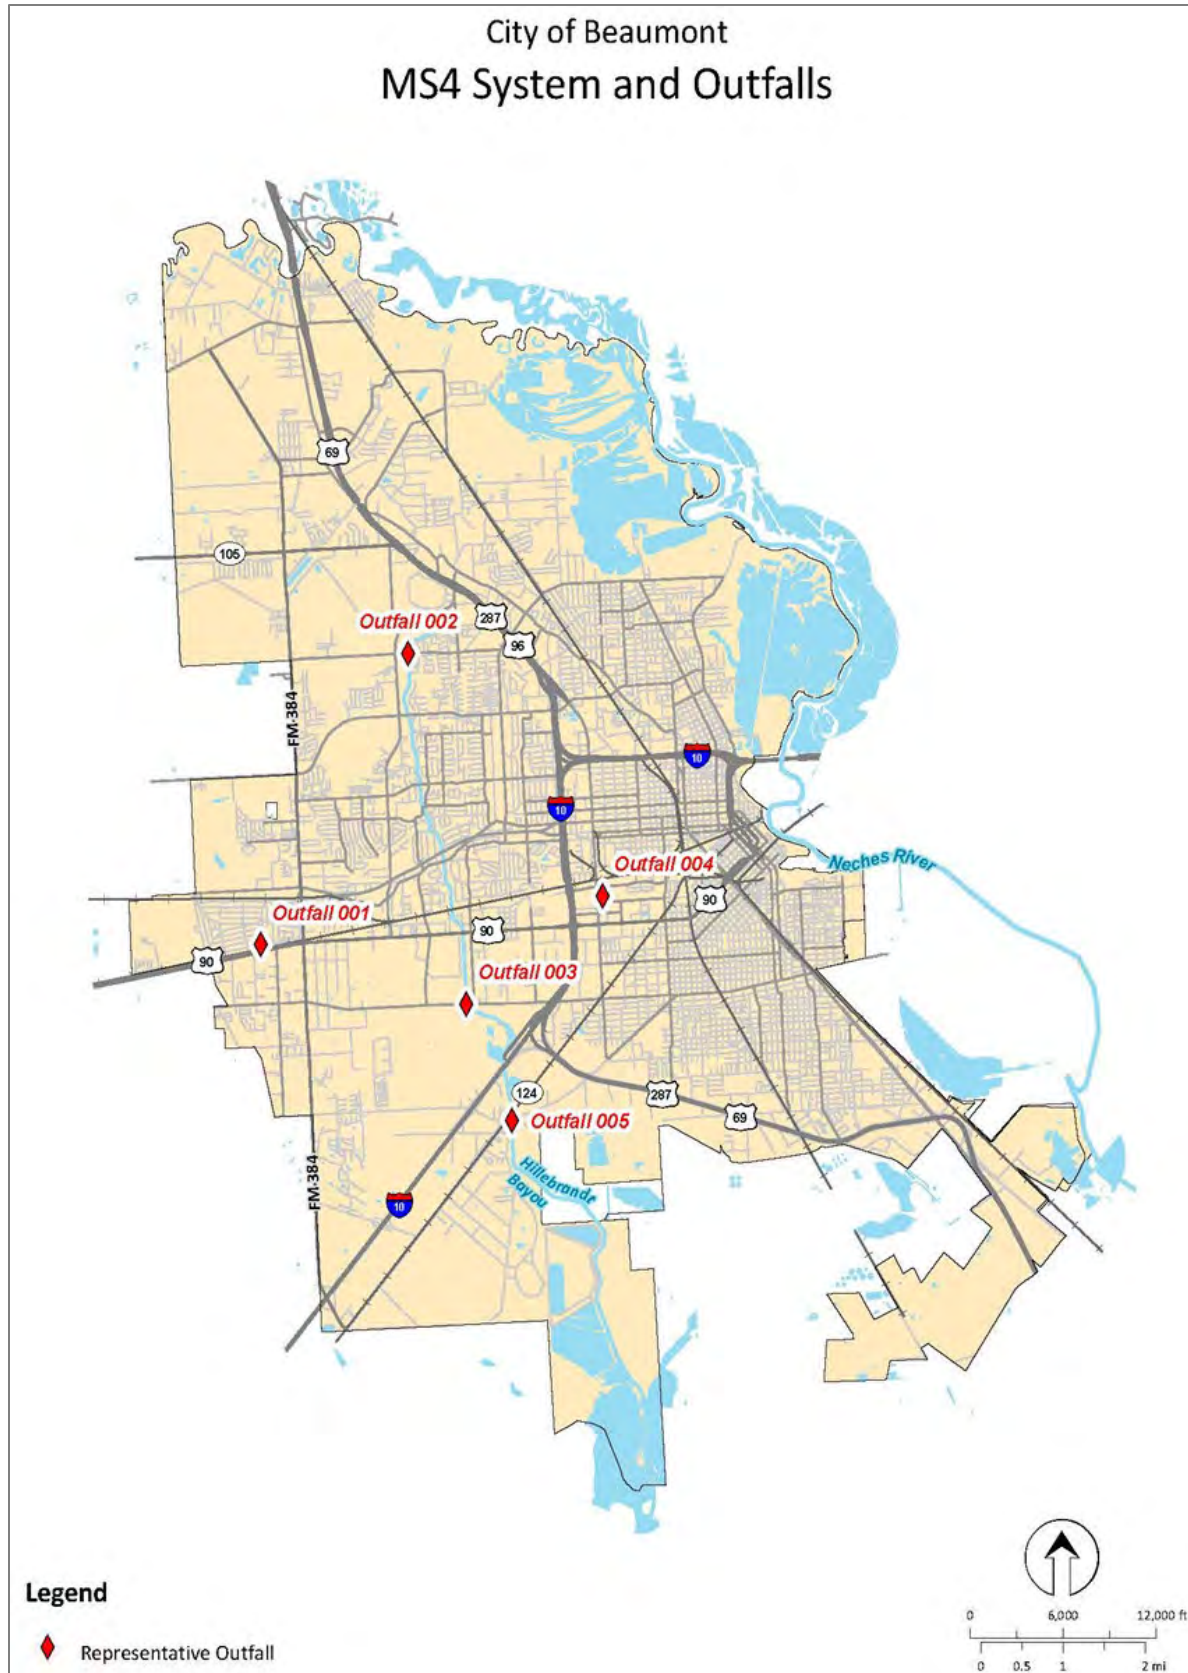 City of Beaumont
MS4 System and Outfalls
69
105
287
Outfall 002
96
FM-384
10
10
Neches River
Outfall 004
90
Outfall 001
90
90
Outfall 003
124
287
69
Outfall 005
FM-384
Hillebrandt
Bayou
10
Legend
Representative Outfall
0 6,000 12,000 ft
0 0.5 1 2 mi